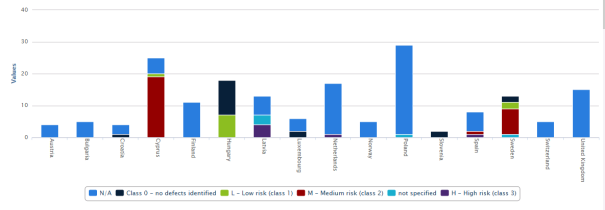 40
30
20
10
0
Values
Austria
Bulgaria
Croatia
Cyprus
Finland
Hungary
Latvia
Luxembourg
Netherlands
Norway
Poland
Slovenia
Spain
Sweden
Switzerland
United Kingdom
N/A Class 0 - no defects identified L - Low risk (class 1) M - Medium risk (class 2) not specified H - High risk (class 3)